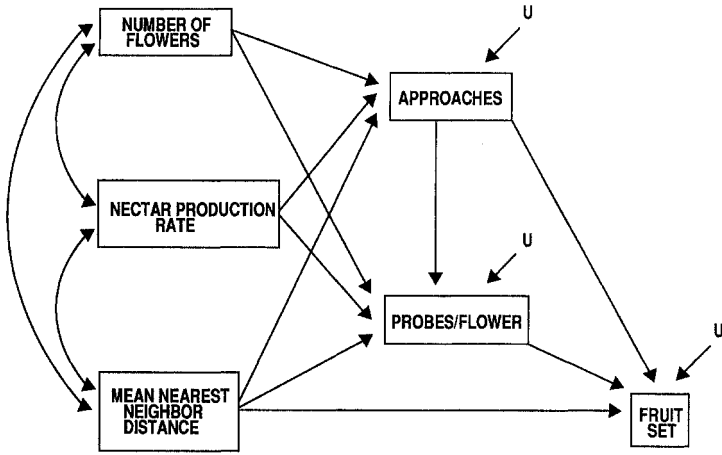 U
NUMBER OF
FLOWERS
APPROACHES
NECTAR PRODUCTION
RATE
U
PROBES/FLOWER
U
MEAN NEAREST
NEIGHBOR
DISTANCE
FRUIT
SET